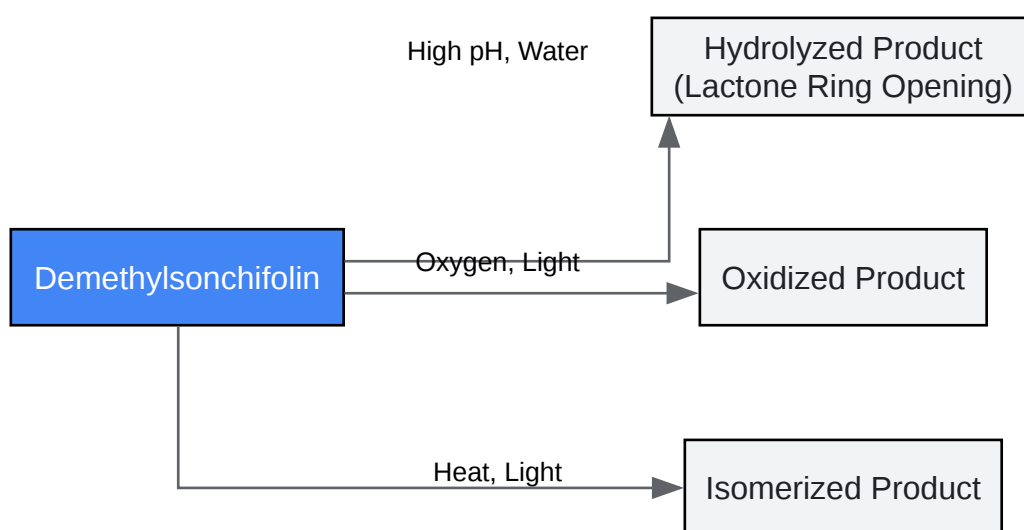 High pH, Water
Hydrolyzed Product
(Lactone Ring Opening)
Demethylsonchifolin
Oxygen, Light
Oxidized Product
Heat, Light
Isomerized Product